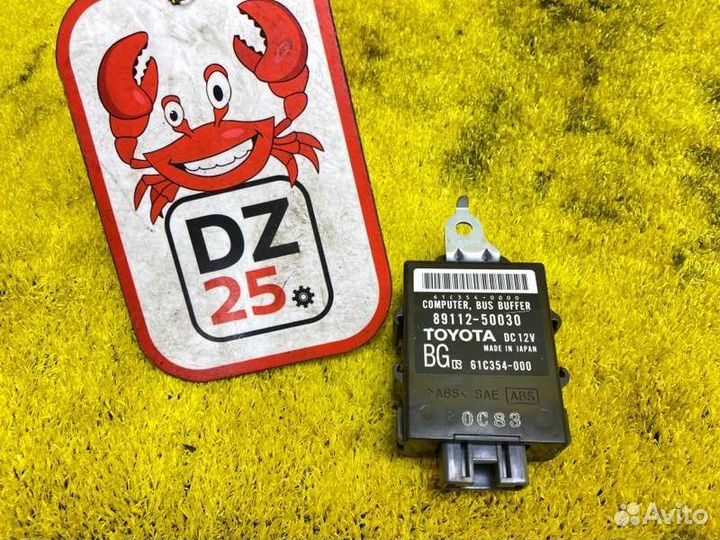 DZ
25
61C354-0000
COMPUTER, BUS BUFFER
89112-50030
TOYOTA DC12V
MADE IN JAPAN
BG 61C354-000
>ABS< SAE ABS
0C83
Avito